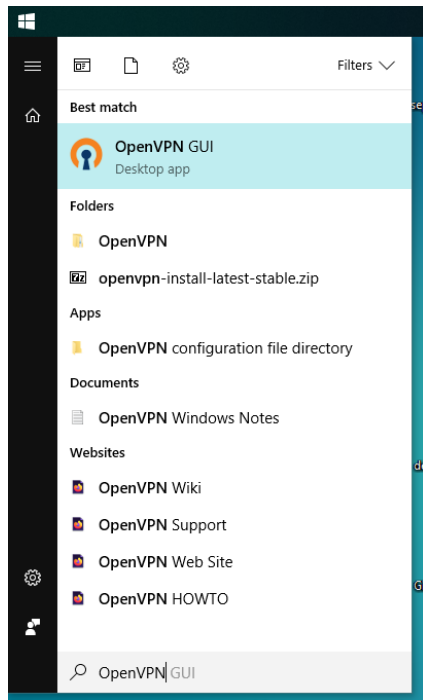 Filters
Best match
OpenVPN GUI
Desktop app
Folders
OpenVPN
openvpn-install-latest-stable.zip
Apps
OpenVPN configuration file directory
Documents
OpenVPN Windows Notes
Websites
OpenVPN Wiki
OpenVPN Support
OpenVPN Web Site
OpenVPN HOWTO
OpenVPN GUI